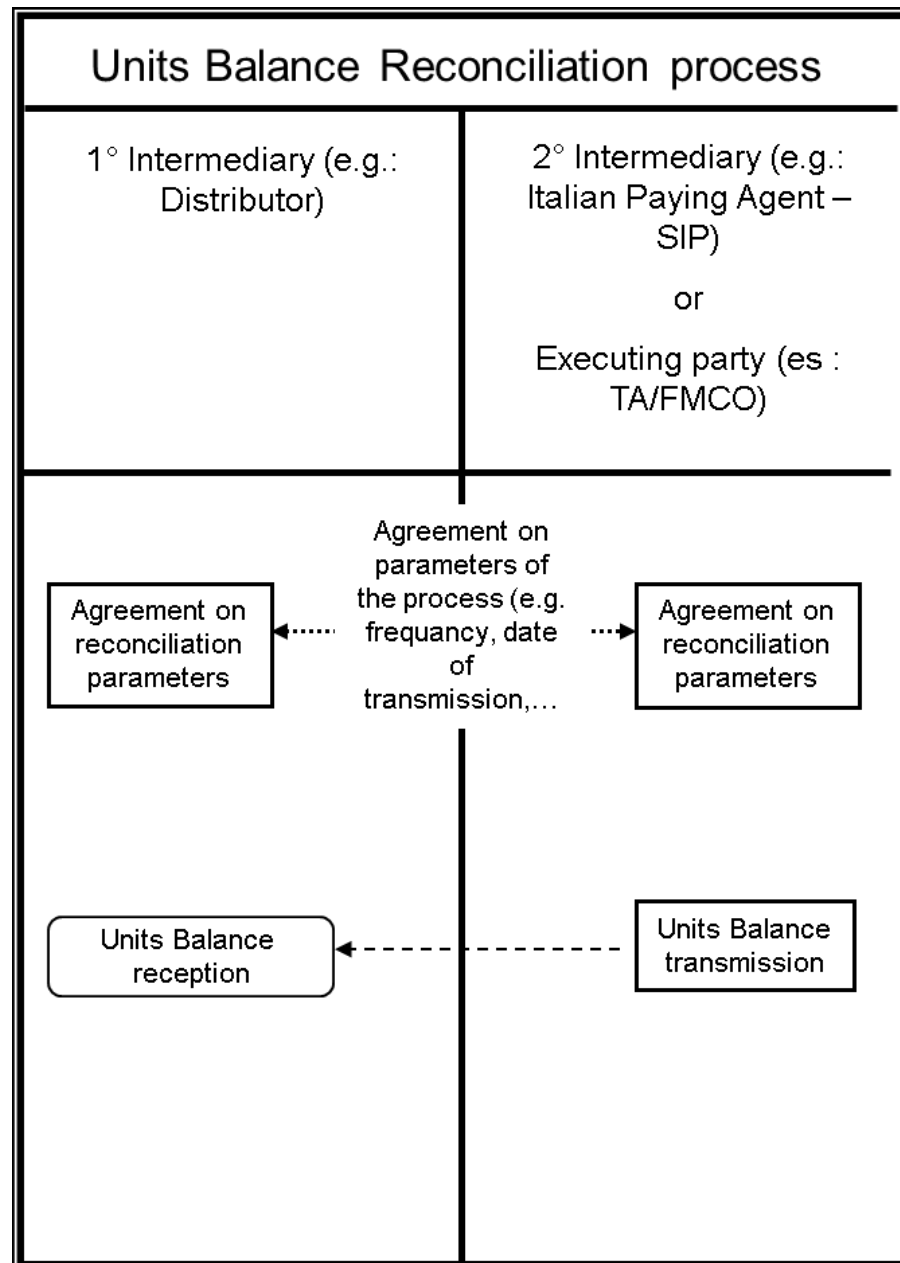 Units Balance Reconciliation process
1° Intermediary (e.g.:
Distributor)
2° Intermediary (e.g.:
Italian Paying Agent –
SIP)
or
Executing party (es :
TA/FMCO)
Agreement on
parameters of
the process (e.g.
frequancy, date
of
transmission,…
Agreement on
reconciliation
parameters
Agreement on
reconciliation
parameters
Units Balance
reception
Units Balance
transmission